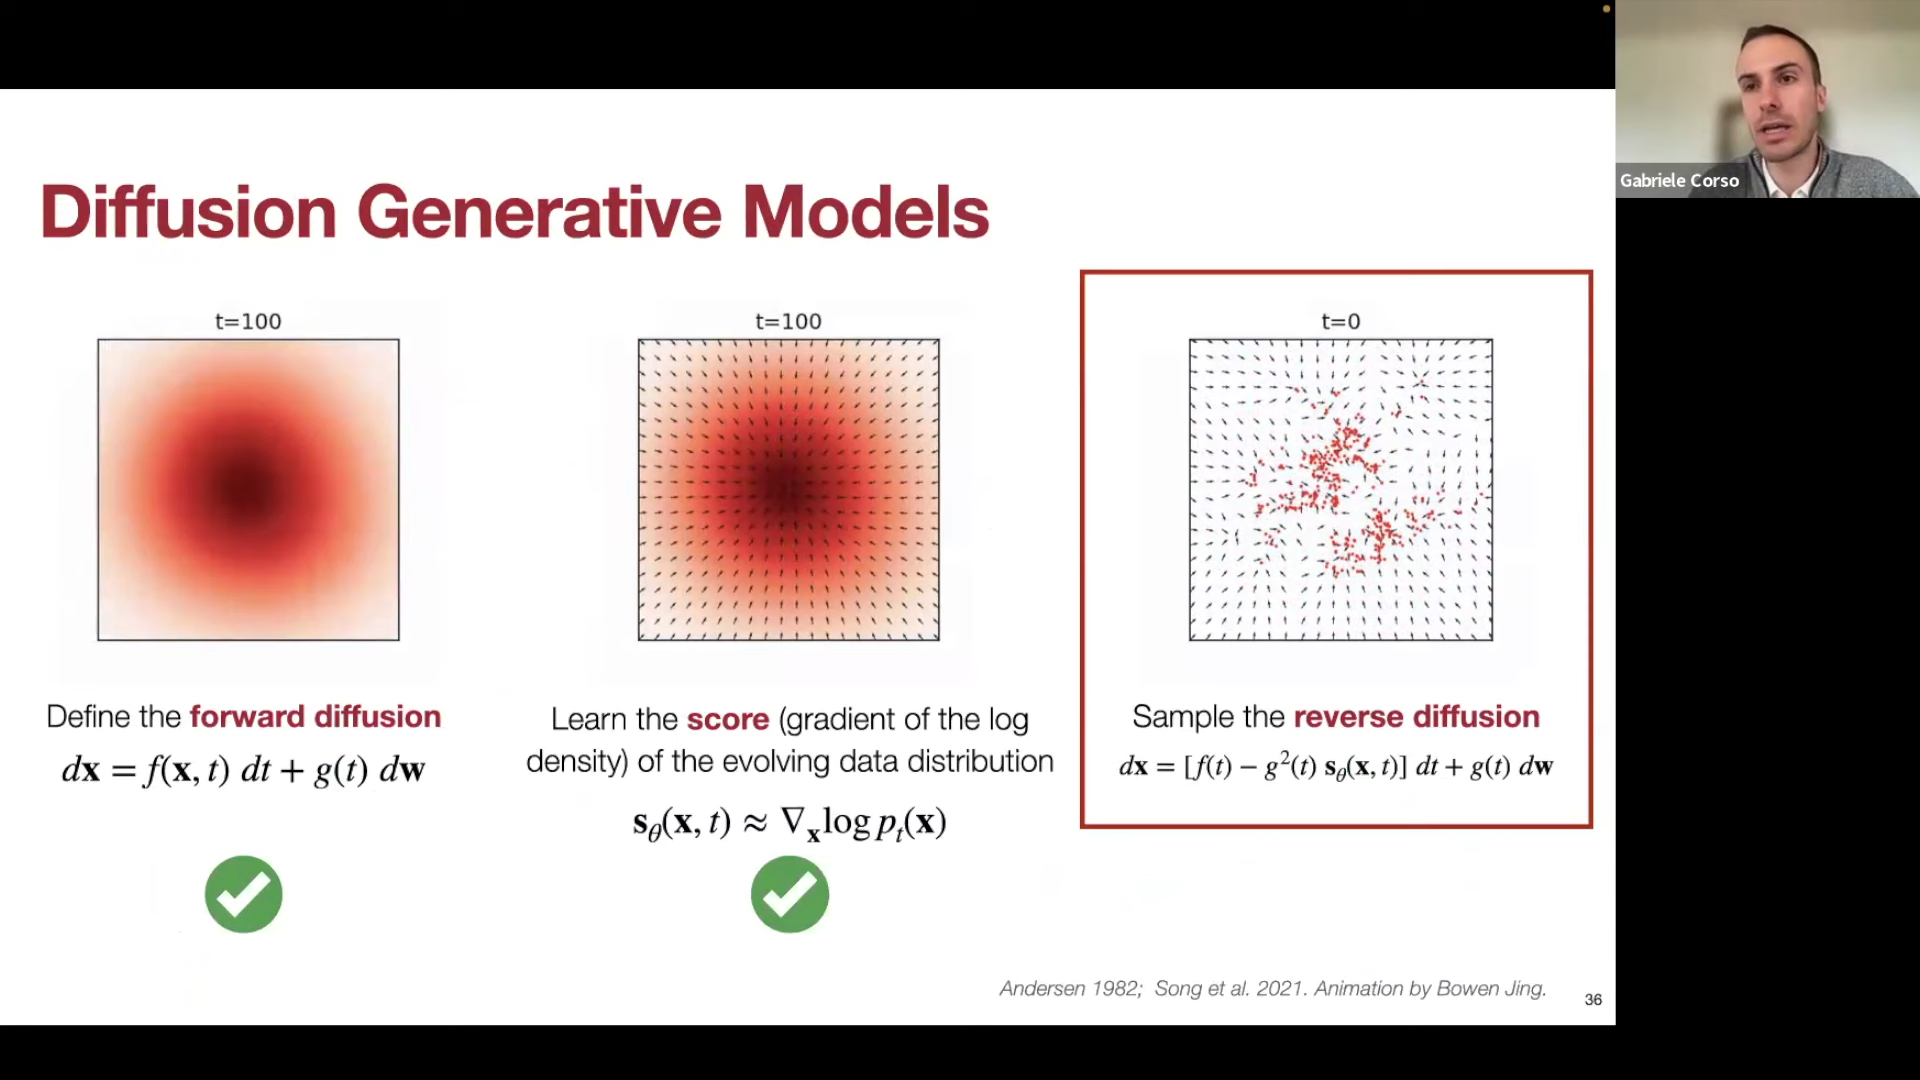 Gabriele Corso
Diffusion Generative Models
t=100
t=100
t=0
Define the forward diffusion
dx = f(x, t) dt + g(t) dw
Learn the score (gradient of the log
density) of the evolving data distribution
s_θ(x, t) ≈ ∇_x log p_t(x)
Sample the reverse diffusion
dx = [f(t) − g²(t) s_θ(x, t)] dt + g(t) dw
Andersen 1982; Song et al. 2021. Animation by Bowen Jing.
36